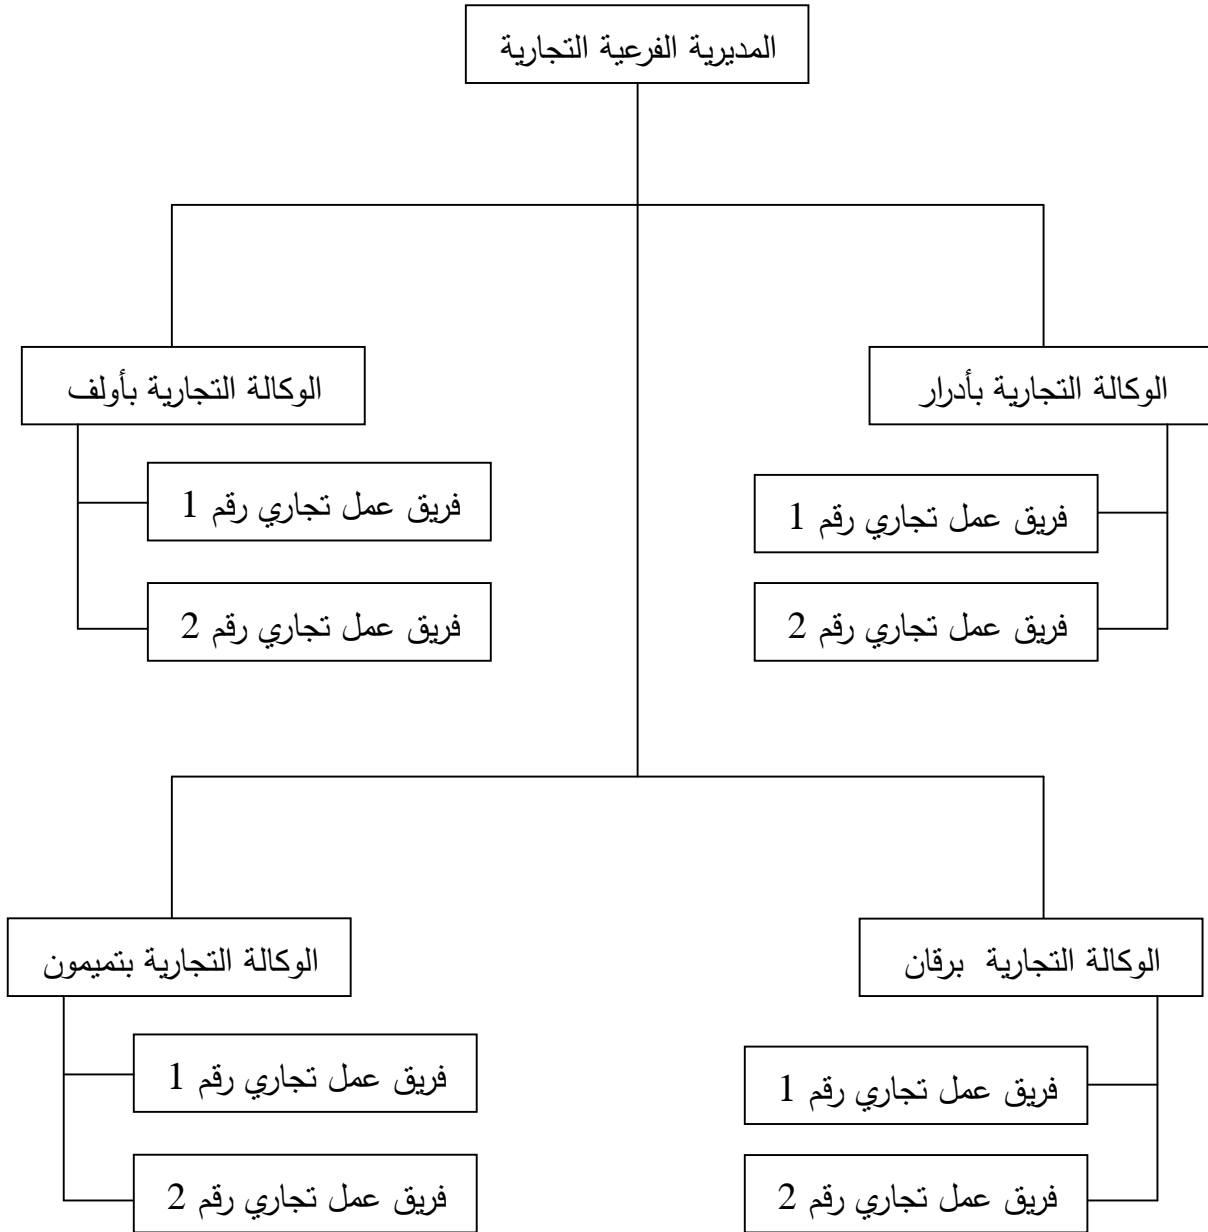 المديرية الفرعية التجارية
الوكالة التجارية بأدرار
فريق عمل تجاري رقم 1
فريق عمل تجاري رقم 2
الوكالة التجارية بأولف
فريق عمل تجاري رقم 1
فريق عمل تجاري رقم 2
الوكالة التجارية برقان
فريق عمل تجاري رقم 1
فريق عمل تجاري رقم 2
الوكالة التجارية بتميمون
فريق عمل تجاري رقم 1
فريق عمل تجاري رقم 2